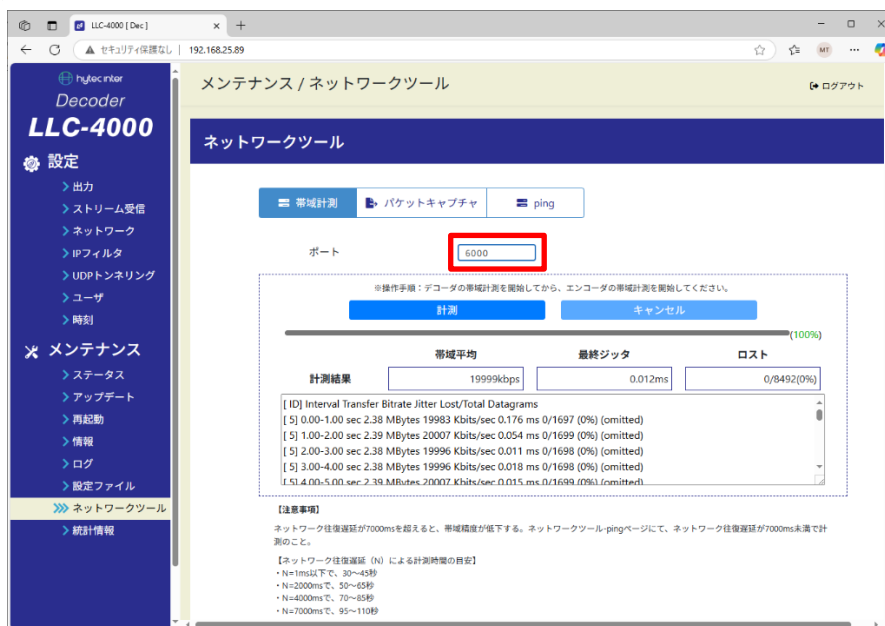 LLC-4000 [ Dec ]
セキュリティ保護なし
192.168.25.89
MT
hytec inter
Decoder
LLC-4000
設定
出力
ストリーム受信
ネットワーク
IPフィルタ
UDPトンネリング
ユーザ
時刻
メンテナンス
ステータス
アップデート
再起動
情報
ログ
設定ファイル
ネットワークツール
統計情報
メンテナンス / ネットワークツール
ログアウト
ネットワークツール
帯域計測
パケットキャプチャ
ping
ポート
6000
※操作手順：デコーダの帯域計測を開始してから、エンコーダの帯域計測を開始してください。
計測
キャンセル
(100%)
帯域平均 最終ジッタ ロスト
計測結果 19999kbps 0.012ms 0/8492(0%)
[ ID] Interval Transfer Bitrate Jitter Lost/Total Datagrams
[ 5] 0.00-1.00 sec 2.38 MBytes 19983 Kbits/sec 0.176 ms 0/1697 (0%) (omitted)
[ 5] 1.00-2.00 sec 2.39 MBytes 20007 Kbits/sec 0.054 ms 0/1699 (0%) (omitted)
[ 5] 2.00-3.00 sec 2.38 MBytes 19996 Kbits/sec 0.011 ms 0/1698 (0%) (omitted)
[ 5] 3.00-4.00 sec 2.38 MBytes 19996 Kbits/sec 0.018 ms 0/1698 (0%) (omitted)
[ 5] 4.00-5.00 sec 2.39 MBytes 20007 Kbits/sec 0.015 ms 0/1699 (0%) (omitted)
【注意事項】
ネットワーク往復遅延が7000msを超えると、帯域精度が低下する。ネットワークツール-pingページにて、ネットワーク往復遅延が7000ms未満で計
測のこと。
【ネットワーク往復遅延（N）による計測時間の目安】
・N=1ms以下で、30～45秒
・N=2000msで、50～65秒
・N=4000msで、70～85秒
・N=7000msで、95～110秒